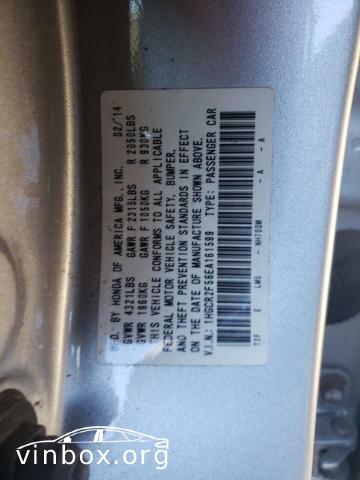 MFD. BY HONDA OF AMERICA MFG., INC. 02/'14
GVWR 4321LBS GAWR F 2315LBS R 2050LBS
GVWR 1960KG GAWR F 1050KG R 930KG
THIS VEHICLE CONFORMS TO ALL APPLICABLE
FEDERAL MOTOR VEHICLE SAFETY, BUMPER,
AND THEFT PREVENTION STANDARDS IN EFFECT
ON THE DATE OF MANUFACTURE SHOWN ABOVE.
V.I.N.: 1HGCR2F58EA161599 TYPE: PASSENGER CAR
T2F E LM5 - NH700M - A - A
vinbox.org